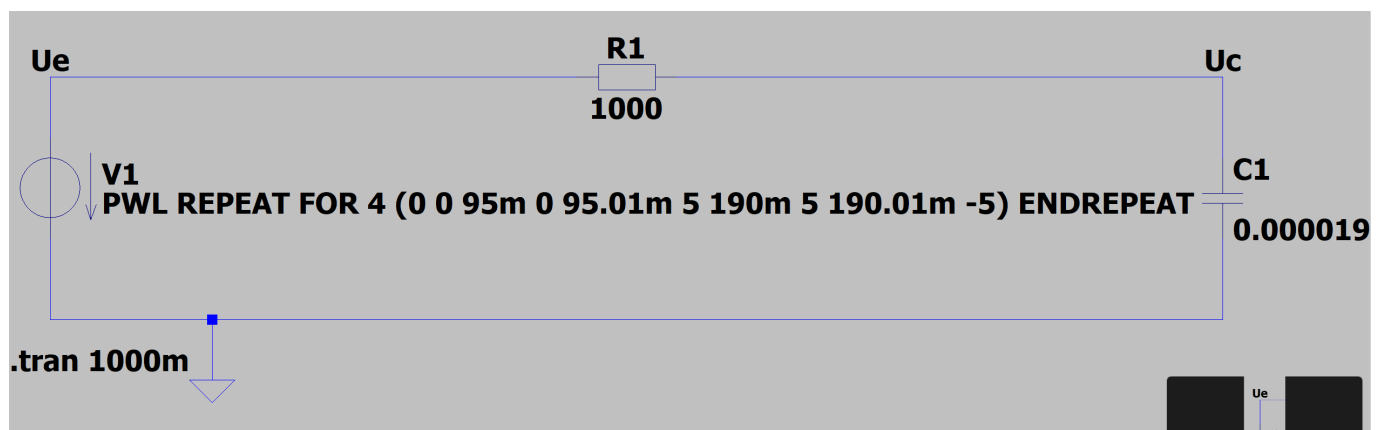 Ue
R1
Uc
1000
V1
C1
PWL REPEAT FOR 4 (0 0 95m 0 95.01m 5 190m 5 190.01m -5) ENDREPEAT
0.000019
.tran 1000m
Ue